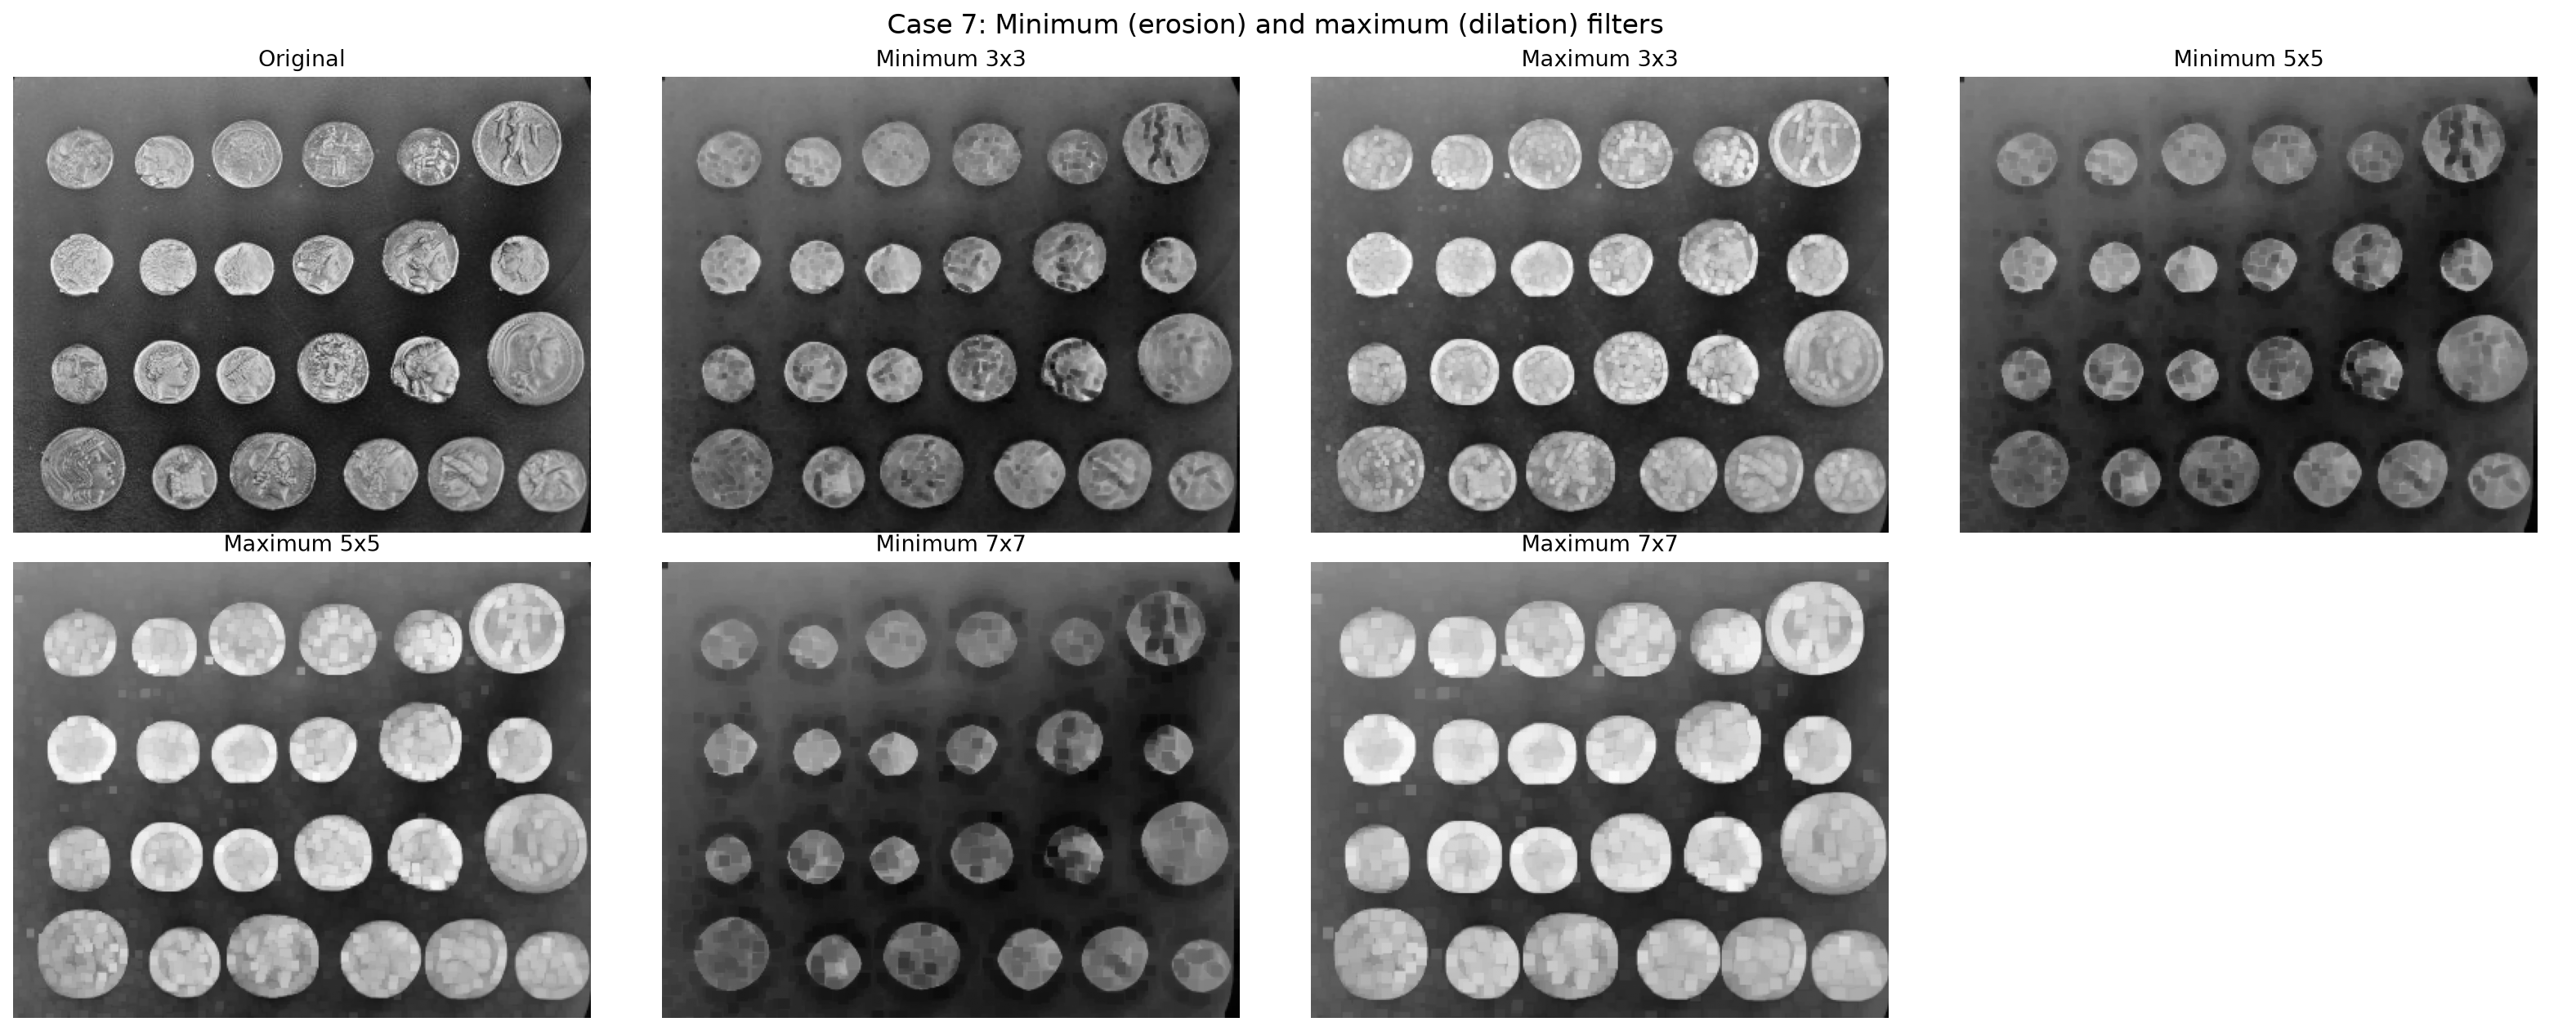 Case 7: Minimum (erosion) and maximum (dilation) filters
Original
Minimum 3x3
Maximum 3x3
Minimum 5x5
Maximum 5x5
Minimum 7x7
Maximum 7x7